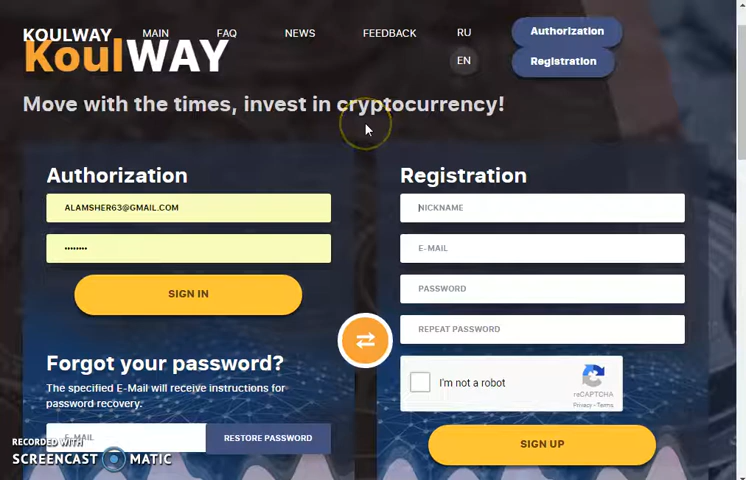 KOULWAY
MAIN
FAQ
NEWS
FEEDBACK
RU
EN
Authorization
Registration
KoulWAY
Move with the times, invest in cryptocurrency!
Authorization
ALAMSHER63@GMAIL.COM
••••••••
SIGN IN
Forgot your password?
The specified E-Mail will receive instructions for
password recovery.
E-MAIL
RESTORE PASSWORD
Registration
NICKNAME
E-MAIL
PASSWORD
REPEAT PASSWORD
I'm not a robot
reCAPTCHA
Privacy - Terms
SIGN UP
RECORDED WITH
SCREENCAST MATIC